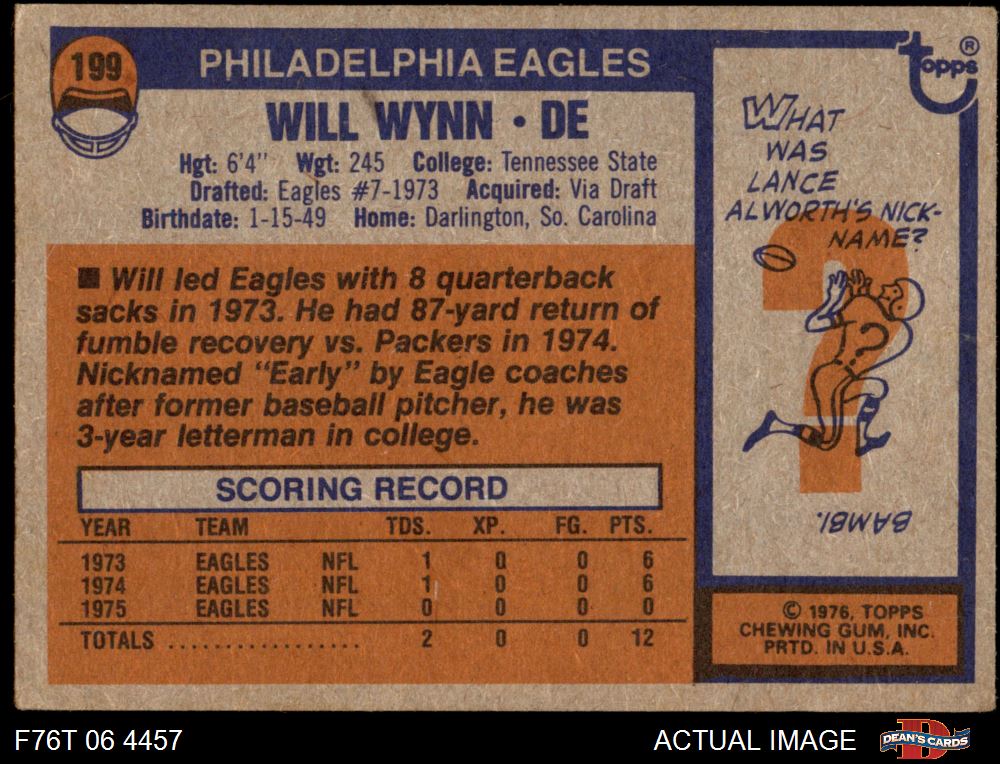 199
PHILADELPHIA EAGLES
WILL WYNN • DE
Hgt: 6'4" Wgt: 245 College: Tennessee State
Drafted: Eagles #7-1973 Acquired: Via Draft
Birthdate: 1-15-49 Home: Darlington, So. Carolina
■ Will led Eagles with 8 quarterback
sacks in 1973. He had 87-yard return of
fumble recovery vs. Packers in 1974.
Nicknamed “Early” by Eagle coaches
after former baseball pitcher, he was
3-year letterman in college.
SCORING RECORD
YEAR TEAM TDS. XP. FG. PTS.
1973 EAGLES NFL 1 0 0 6
1974 EAGLES NFL 1 0 0 6
1975 EAGLES NFL 0 0 0 0
TOTALS .................. 2 0 0 12
topps ®
WHAT
WAS
LANCE
ALWORTH'S NICK-
NAME?
?
?
BAMBI.
© 1976, TOPPS
CHEWING GUM, INC.
PRTD. IN U.S.A.
F76T 06 4457
ACTUAL IMAGE
D
DEAN'S CARDS